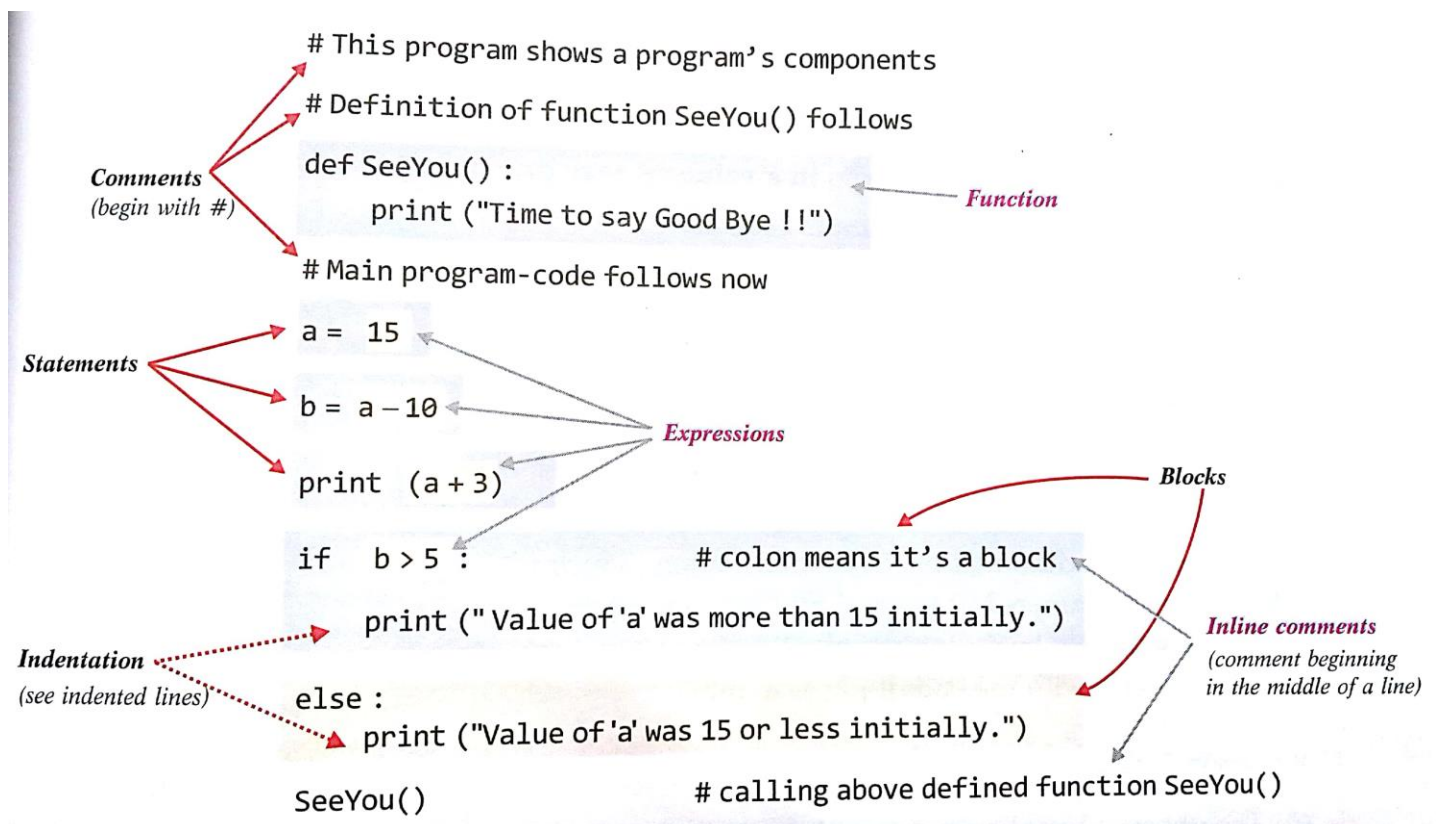 # This program shows a program's components
# Definition of function SeeYou() follows
def SeeYou() :
print ("Time to say Good Bye !!")
Function
Comments
(begin with #)
# Main program-code follows now
a = 15
Statements
b = a – 10
Expressions
print (a + 3)
Blocks
if b > 5 : # colon means it's a block
print (" Value of 'a' was more than 15 initially.")
Inline comments
(comment beginning
in the middle of a line)
Indentation
(see indented lines)
else :
print ("Value of 'a' was 15 or less initially.")
SeeYou() # calling above defined function SeeYou()